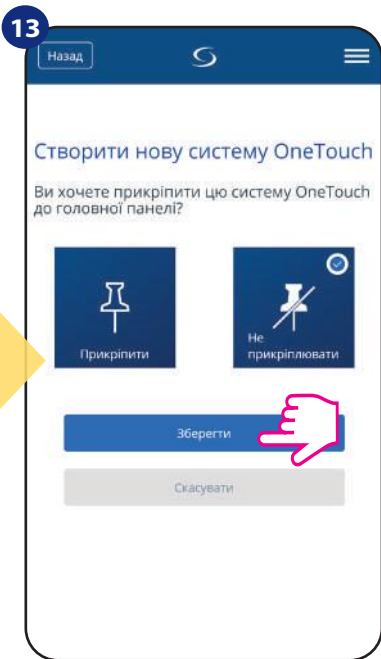 13
Назад
Створити нову систему OneTouch
Ви хочете прикріпити цю систему OneTouch
до головної панелі?
Прикріпити
Не
прикріплювати
Зберегти
Скасувати